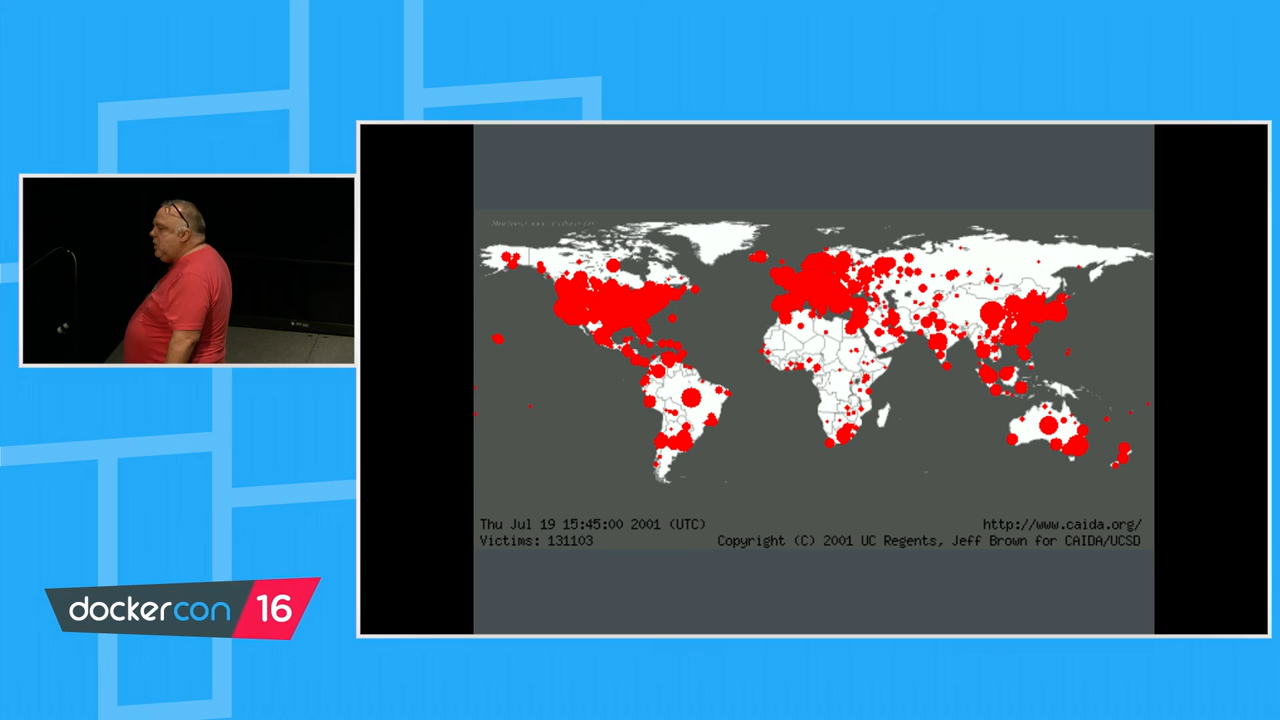 Thu Jul 19 15:45:00 2001 (UTC)
http://www.caida.org/
Victims: 131103
Copyright (C) 2001 UC Regents, Jeff Brown for CAIDA/UCSD
dockercon 16